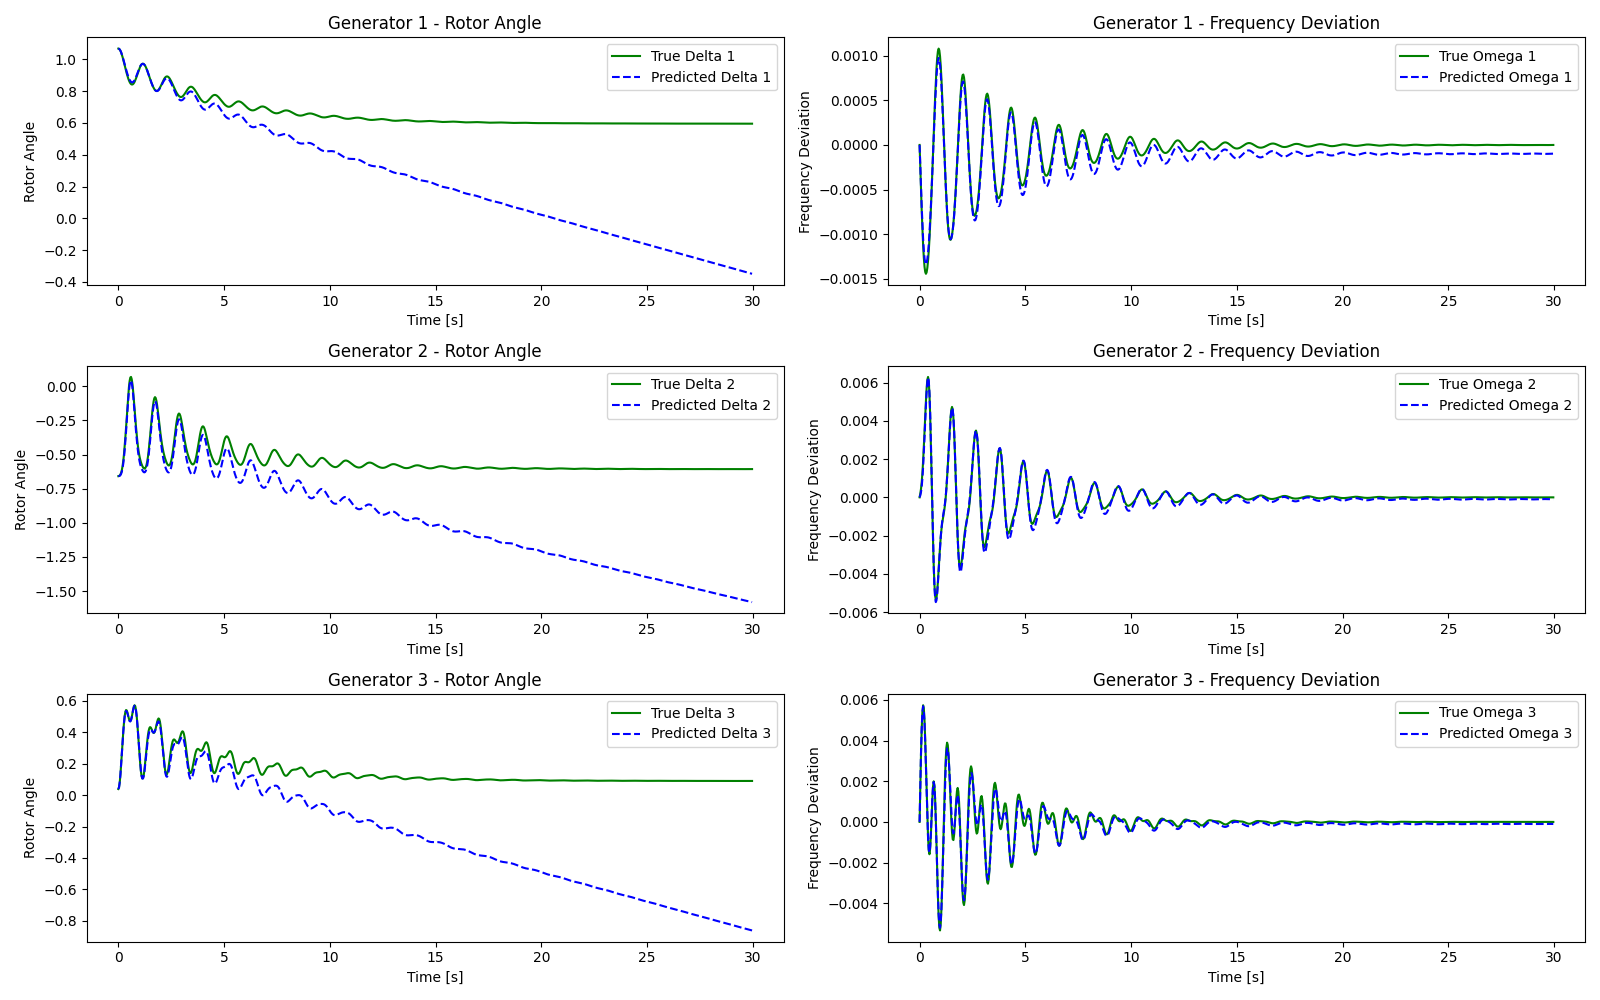 Generator 1 - Rotor Angle
Rotor Angle
1.0
0.8
0.6
0.4
0.2
0.0
−0.2
−0.4
True Delta 1
Predicted Delta 1
0 5 10 15 20 25 30
Time [s]
Generator 1 - Frequency Deviation
Frequency Deviation
0.0010
0.0005
0.0000
−0.0005
−0.0010
−0.0015
True Omega 1
Predicted Omega 1
0 5 10 15 20 25 30
Time [s]
Generator 2 - Rotor Angle
Rotor Angle
0.00
−0.25
−0.50
−0.75
−1.00
−1.25
−1.50
True Delta 2
Predicted Delta 2
0 5 10 15 20 25 30
Time [s]
Generator 2 - Frequency Deviation
Frequency Deviation
0.006
0.004
0.002
0.000
−0.002
−0.004
−0.006
True Omega 2
Predicted Omega 2
0 5 10 15 20 25 30
Time [s]
Generator 3 - Rotor Angle
Rotor Angle
0.6
0.4
0.2
0.0
−0.2
−0.4
−0.6
−0.8
True Delta 3
Predicted Delta 3
0 5 10 15 20 25 30
Time [s]
Generator 3 - Frequency Deviation
Frequency Deviation
0.006
0.004
0.002
0.000
−0.002
−0.004
True Omega 3
Predicted Omega 3
0 5 10 15 20 25 30
Time [s]